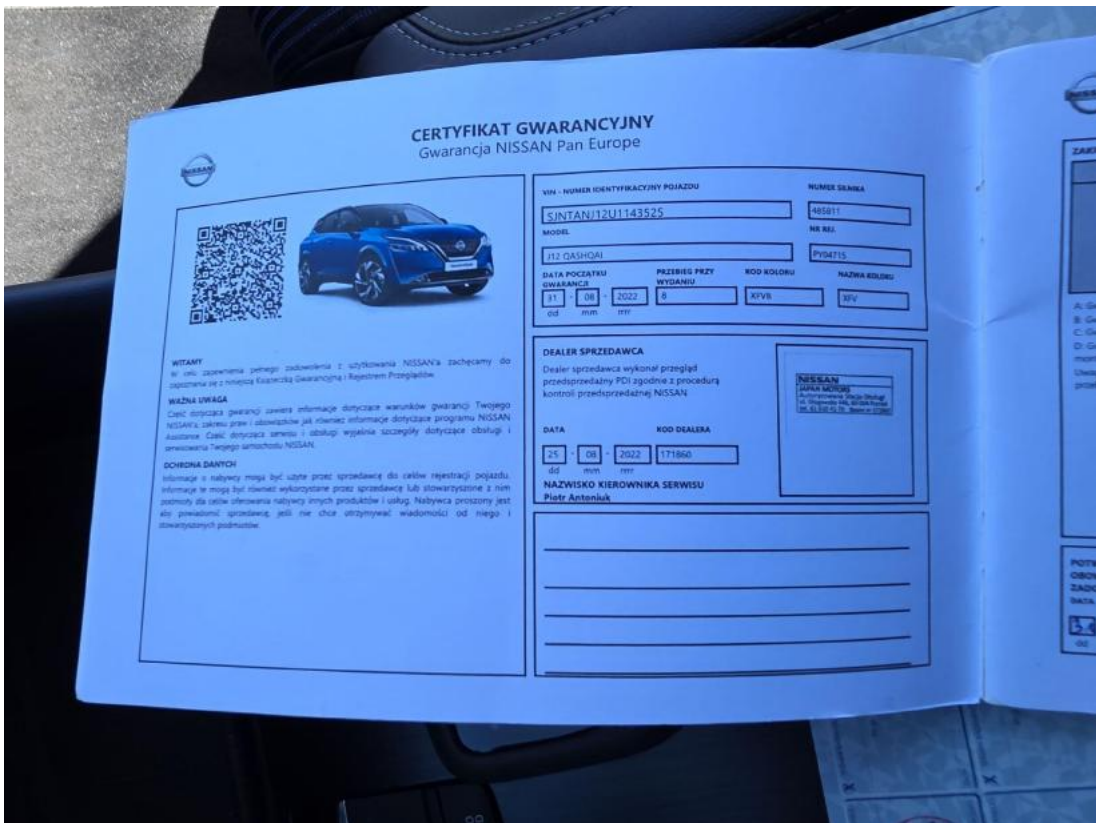 CERTYFIKAT GWARANCYJNY
Gwarancja NISSAN Pan Europe
NISSAN
WITAMY
W celu zapewnienia pełnego zadowolenia z użytkowania NISSAN'a zachęcamy do
zapoznania się z niniejszą Książeczką Gwarancyjną i Rejestrem Przeglądów.
WAŻNA UWAGA
Część dotycząca gwarancji zawiera informacje dotyczące warunków gwarancji Twojego
NISSAN'a, zakresu praw i obowiązków jak również informacje dotyczące programu NISSAN
Assistance. Część dotycząca serwisu i obsługi wyjaśnia szczegóły dotyczące obsługi i
serwisowania Twojego samochodu NISSAN.
OCHRONA DANYCH
Informacje o nabywcy mogą być użyte przez sprzedawcę do celów rejestracji pojazdu.
Informacje te mogą być również wykorzystane przez sprzedawcę lub stowarzyszone z nim
podmioty dla celów oferowania nabywcy innych produktów i usług. Nabywca proszony jest
aby powiadomić sprzedawcę, jeśli nie chce otrzymywać wiadomości od niego i
stowarzyszonych podmiotów.
VIN - NUMER IDENTYFIKACYJNY POJAZDU
NUMER SILNIKA
SJNTANJ12U1143525
485811
MODEL
NR REJ.
J12 QASHQAI
PY04715
DATA POCZĄTKU GWARANCJI
PRZEBIEG PRZY WYDANIU
KOD KOLORU
NAZWA KOLORU
31 - 08 - 2022
8
XFVB
XFV
dd mm rrrr
DEALER SPRZEDAWCA
Dealer sprzedawca wykonał przegląd
przedsprzedażny PDI zgodnie z procedurą
kontroli przedsprzedażnej NISSAN
NISSAN
JAPAN MOTORS
Autoryzowana Stacja Obsługi
DATA
KOD DEALERA
25 - 08 - 2022
171860
dd mm rrrr
NAZWISKO KIEROWNIKA SERWISU
Piotr Antoniuk